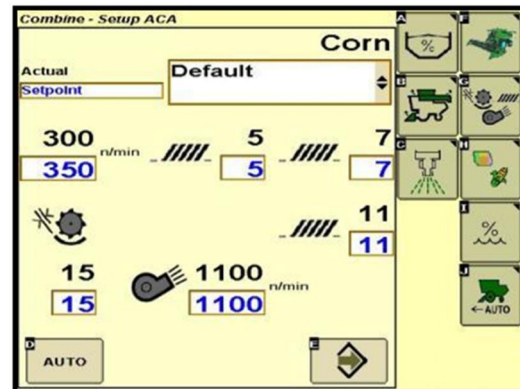 Combine - Setup ACA
Corn
Actual
Setpoint
Default
300
350
n/min
5
5
7
7
11
11
15
15
1100
1100
n/min
D
AUTO
E
A
%
B
C
F
G
H
I
%
J
←AUTO